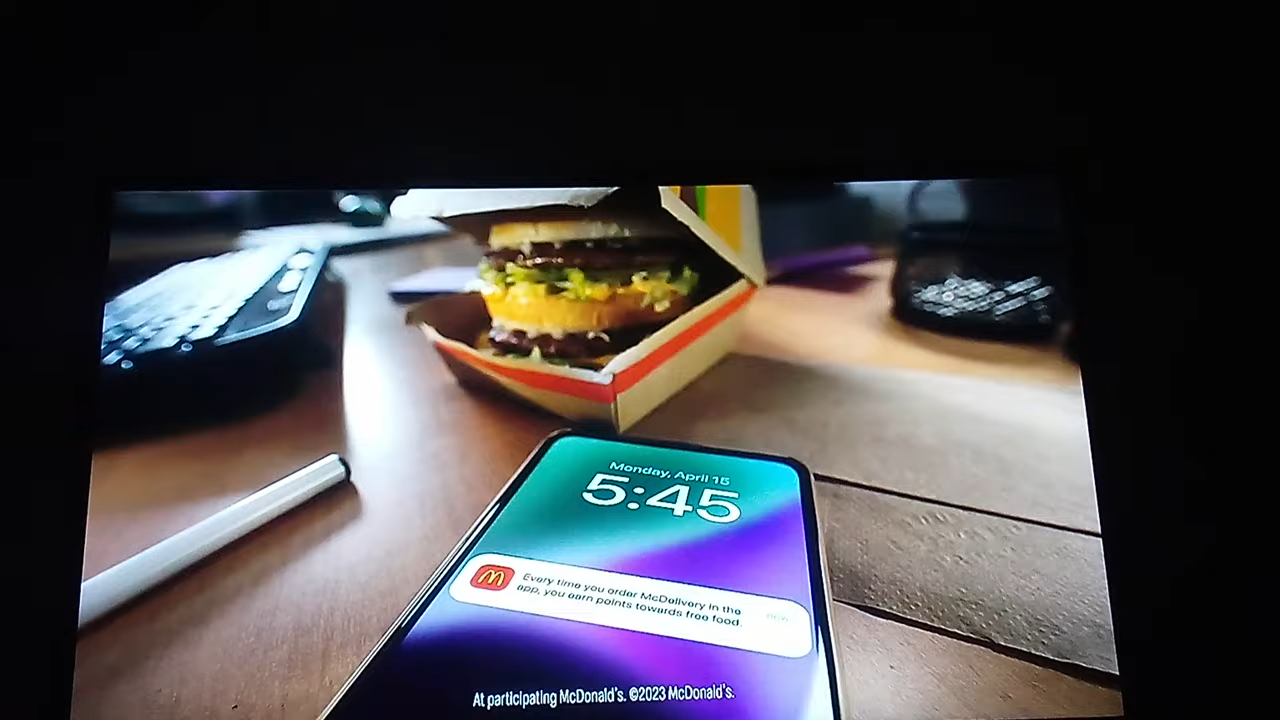 Monday, April 15
5:45
Every time you order McDelivery in the
app, you earn points towards free food.
now
At participating McDonald's. ©2023 McDonald's.